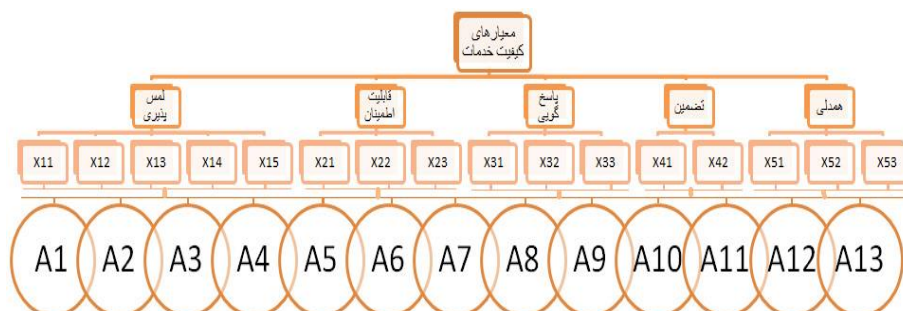 معیارهای
کیفیت خدمات
لمس
پذیری
قابلیت
اطمینان
پاسخ
گویی
تضمین
همدلی
X11 X12 X13 X14 X15 X21 X22 X23 X31 X32 X33 X41 X42 X51 X52 X53
A1 A2 A3 A4 A5 A6 A7 A8 A9 A10 A11 A12 A13